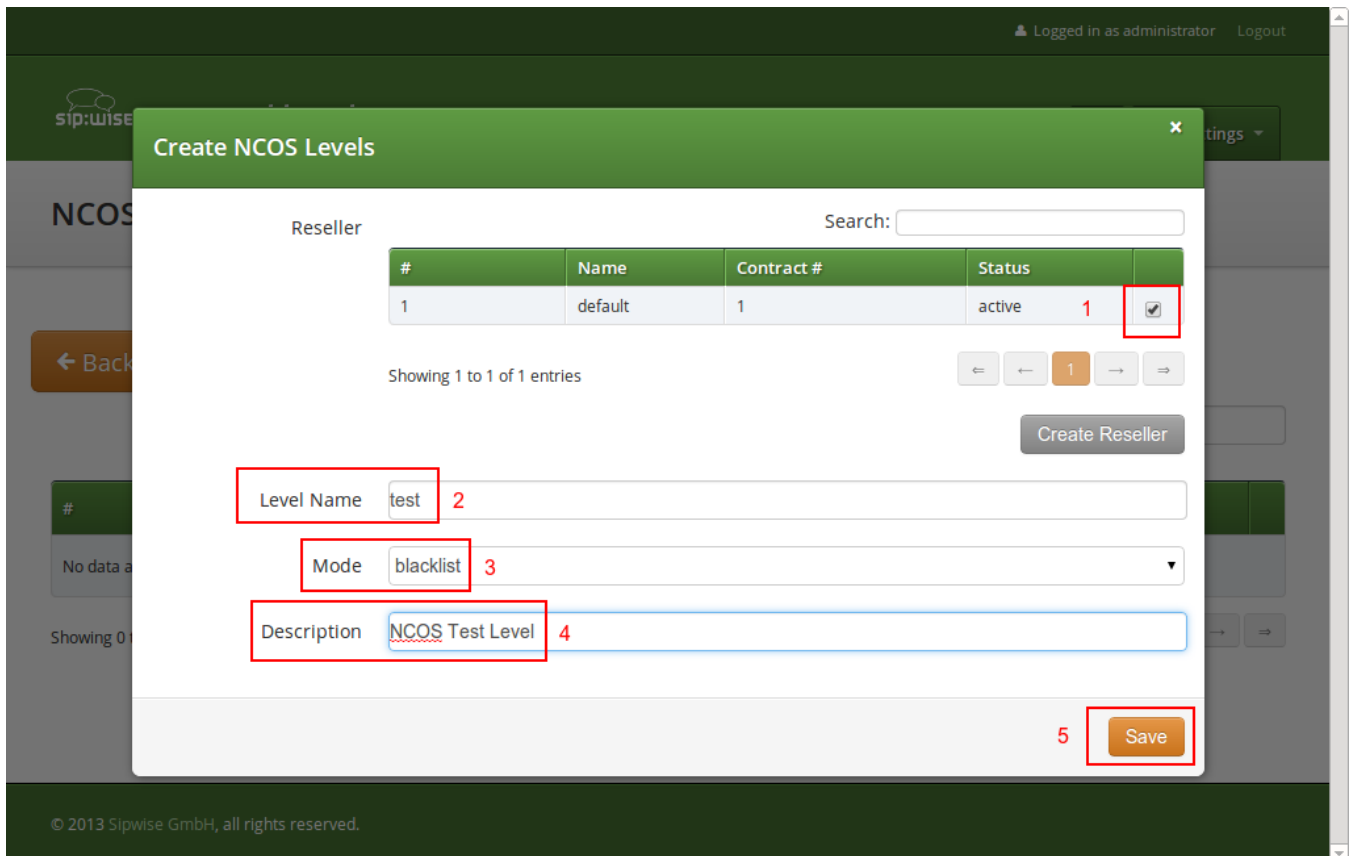 Logged in as administrator Logout
sip:wise
tings
Create NCOS Levels ×
NCOS
Reseller
Search:
# Name Contract # Status
1 default 1 active 1
← Back
Showing 1 to 1 of 1 entries
⇐ ← 1 → ⇒
Create Reseller
Level Name test 2
#
Mode blacklist 3
No data a
Description NCOS Test Level 4
Showing 0 t
→ ⇒
5 Save
© 2013 Sipwise GmbH, all rights reserved.